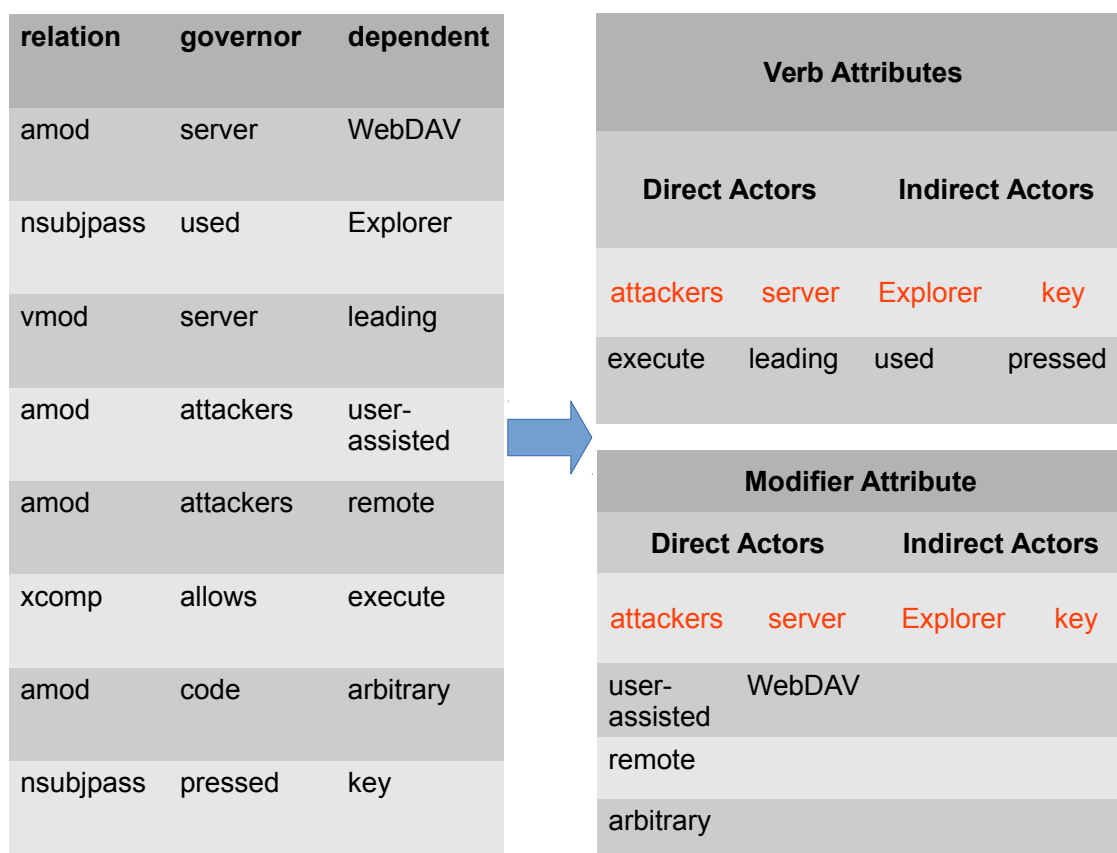 relation governor dependent
amod server WebDAV
nsubjpass used Explorer
vmod server leading
amod attackers user-
assisted
amod attackers remote
xcomp allows execute
amod code arbitrary
nsubjpass pressed key
Verb Attributes
Direct Actors Indirect Actors
attackers server Explorer key
execute leading used pressed
Modifier Attribute
Direct Actors Indirect Actors
attackers server Explorer key
user- WebDAV
assisted
remote
arbitrary